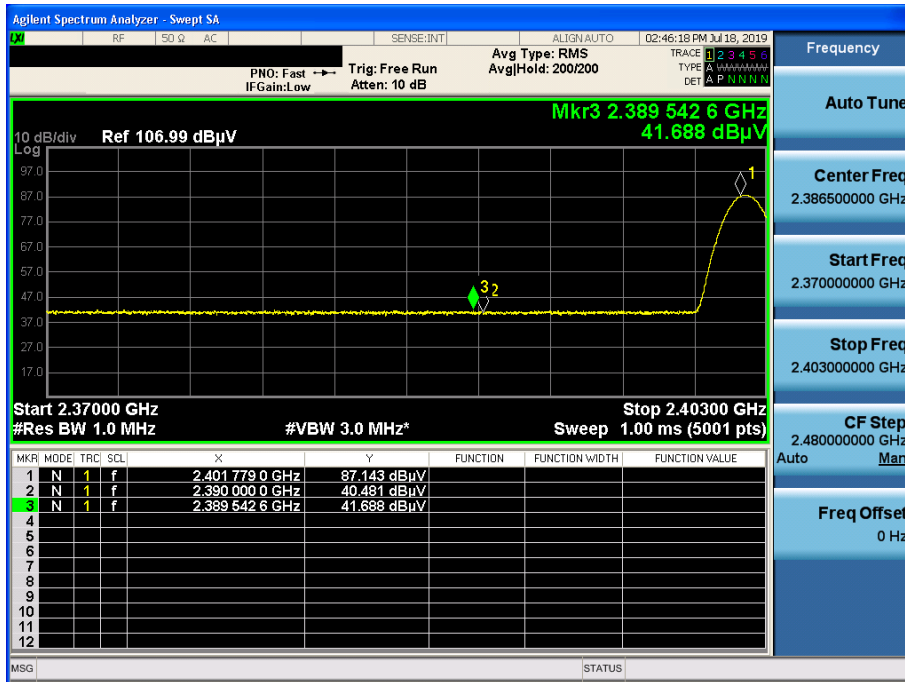 Agilent Spectrum Analyzer - Swept SA
LXI RF 50 Ω AC SENSE:INT ALIGN AUTO 02:46:18 PM Jul 18, 2019
PNO: Fast
IFGain:Low
Trig: Free Run
Atten: 10 dB
Avg Type: RMS
Avg|Hold: 200/200
TRACE 1 2 3 4 5 6
TYPE A WWWWW
DET A P N N N N
Mkr3 2.389 542 6 GHz
41.688 dBµV
10 dB/div Ref 106.99 dBµV
Log
97.0
87.0
77.0
67.0
57.0
47.0
37.0
27.0
17.0
1
3 2
Start 2.37000 GHz Stop 2.40300 GHz
#Res BW 1.0 MHz #VBW 3.0 MHz* Sweep 1.00 ms (5001 pts)
MKR MODE TRC SCL X Y FUNCTION FUNCTION WIDTH FUNCTION VALUE
1 N 1 f 2.401 779 0 GHz 87.143 dBµV
2 N 1 f 2.390 000 0 GHz 40.481 dBµV
3 N 1 f 2.389 542 6 GHz 41.688 dBµV
4
5
6
7
8
9
10
11
12
MSG STATUS
Frequency
Auto Tune
Center Freq
2.386500000 GHz
Start Freq
2.370000000 GHz
Stop Freq
2.403000000 GHz
CF Step
2.480000000 GHz
Auto Man
Freq Offset
0 Hz